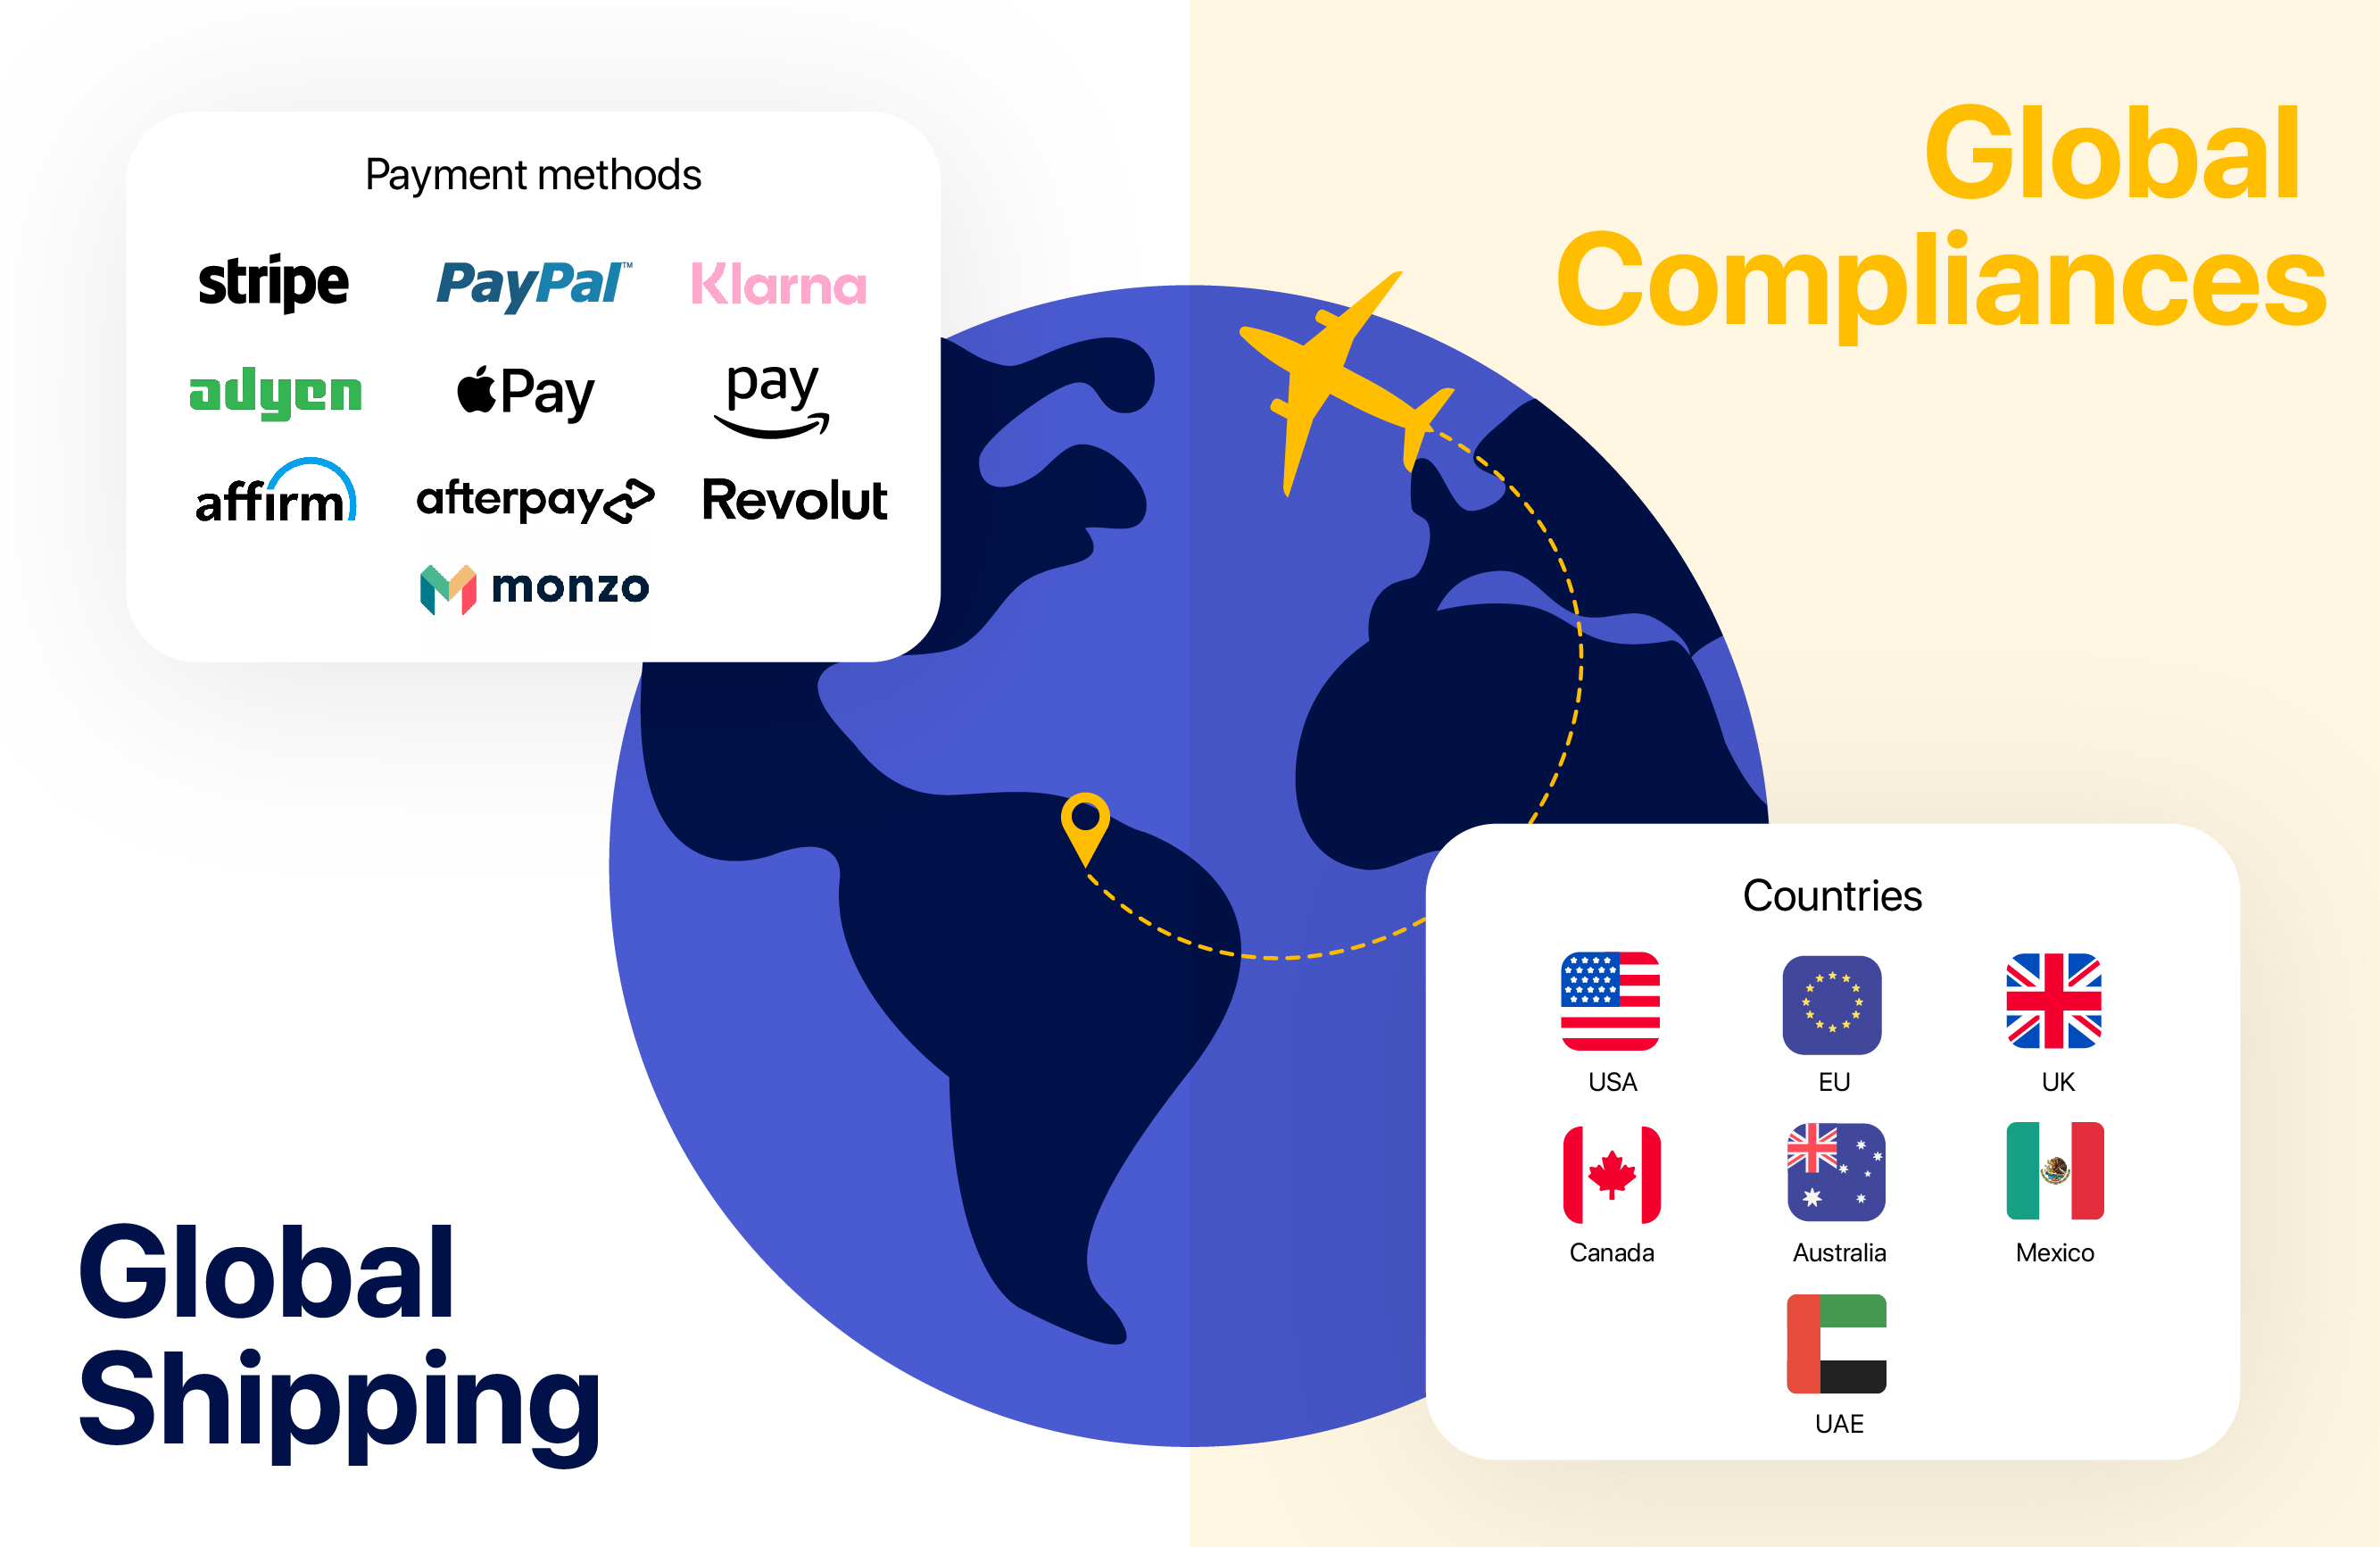 Payment methods
stripe PayPal™ Klarna
adyen Pay pay
affirm afterpay Revolut
monzo
Global
Compliances
Countries
USA EU UK
Canada Australia Mexico
UAE
Global
Shipping